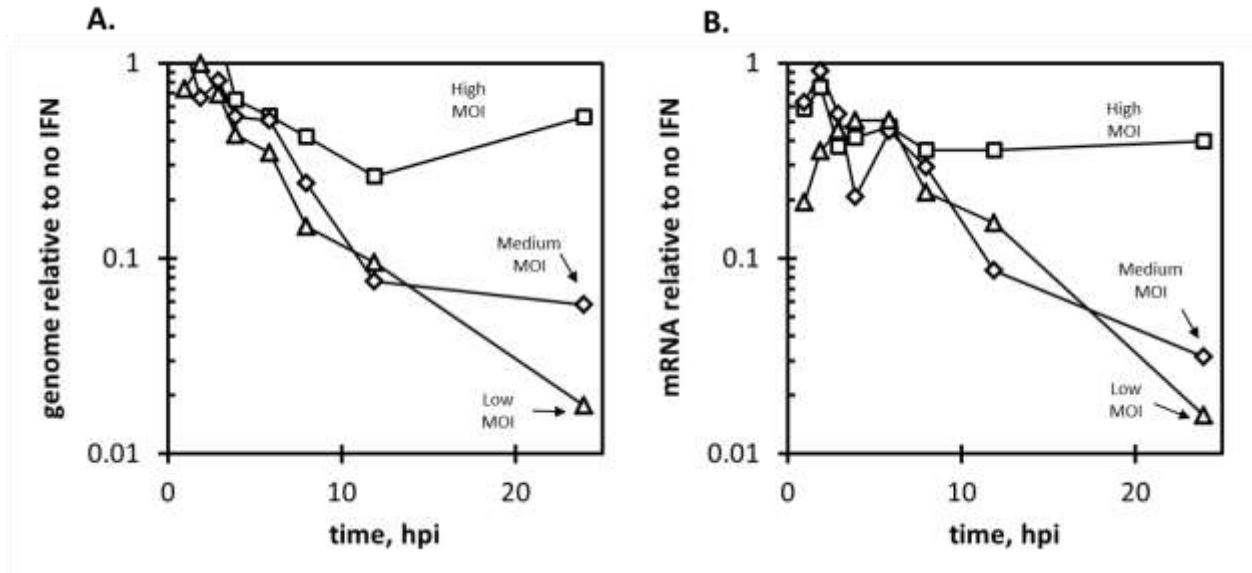 A.
genome relative to no IFN
1
0.1
0.01
0
10
20
time, hpi
High
MOI
Medium
MOI
Low
MOI
B.
mRNA relative to no IFN
1
0.1
0.01
0
10
20
time, hpi
High
MOI
Medium
MOI
Low
MOI